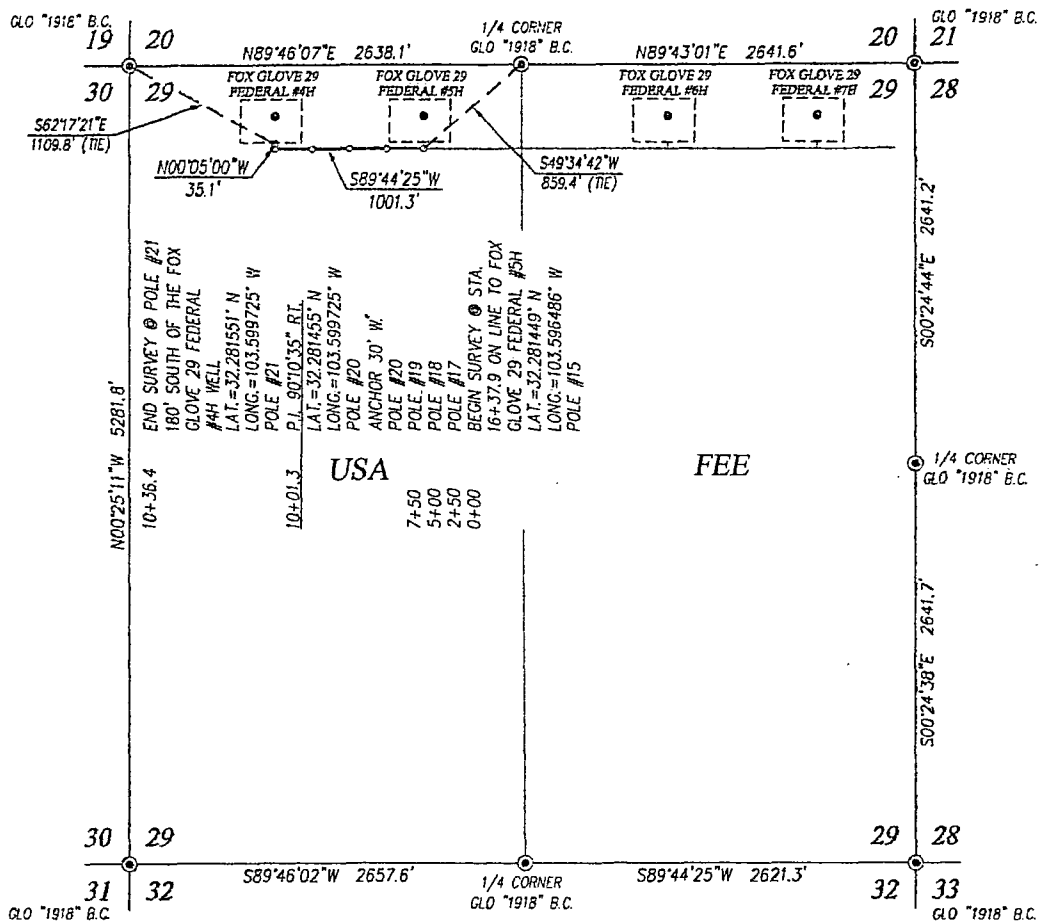 GLO "1918" B.C.
1/4 CORNER
GLO "1918" B.C.
GLO "1918" B.C.
19 20
20 21
N89°46'07"E 2638.1'
N89°43'01"E 2641.6'
30 29
29 28
FOX GLOVE 29
FEDERAL #4H
FOX GLOVE 29
FEDERAL #5H
FOX GLOVE 29
FEDERAL #6H
FOX GLOVE 29
FEDERAL #7H
S62°17'21"E
1109.8' (TIE)
N00°05'00"W
35.1'
S89°44'25"W
1001.3'
S49°34'42"W
859.4' (TIE)
N00°25'11"W 5281.8'
10+36.4 END SURVEY @ POLE #21
180' SOUTH OF THE FOX
GLOVE 29 FEDERAL
#4H WELL
LAT.=32.281551° N
LONG.=103.599725° W
POLE #21
10+01.3 P.I. 90°10'35" RT.
LAT.=32.281455° N
LONG.=103.599725° W
POLE #20
ANCHOR 30' W.
POLE #20
7+50 POLE #19
5+00 POLE #18
2+50 POLE #17
0+00 BEGIN SURVEY @ STA.
16+37.9 ON LINE TO FOX
GLOVE 29 FEDERAL #5H
LAT.=32.281449° N
LONG.=103.596486° W
POLE #15
USA
FEE
S00°24'44"E 2641.2'
1/4 CORNER
GLO "1918" B.C.
S00°24'38"E 2641.7'
30 29
29 28
S89°46'02"W 2657.6'
S89°44'25"W 2621.3'
31 32
1/4 CORNER
GLO "1918" B.C.
32 33
GLO "1918" B.C.
GLO "1918" B.C.